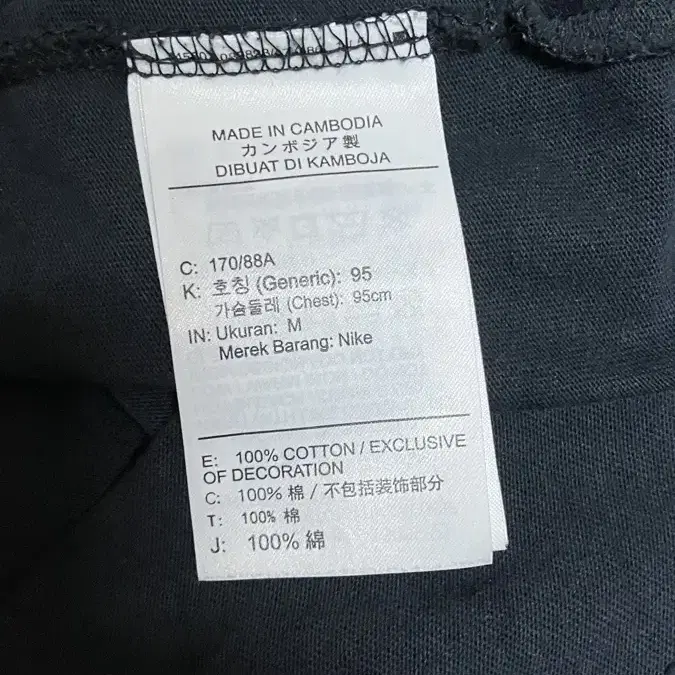 MADE IN CAMBODIA
カンボジア製
DIBUAT DI KAMBOJA
C: 170/88A
K: 호칭 (Generic): 95
가슴둘레 (Chest): 95cm
IN: Ukuran: M
Merek Barang: Nike
E: 100% COTTON / EXCLUSIVE
OF DECORATION
C: 100% 棉 / 不包括装饰部分
T: 100% 棉
J: 100% 綿